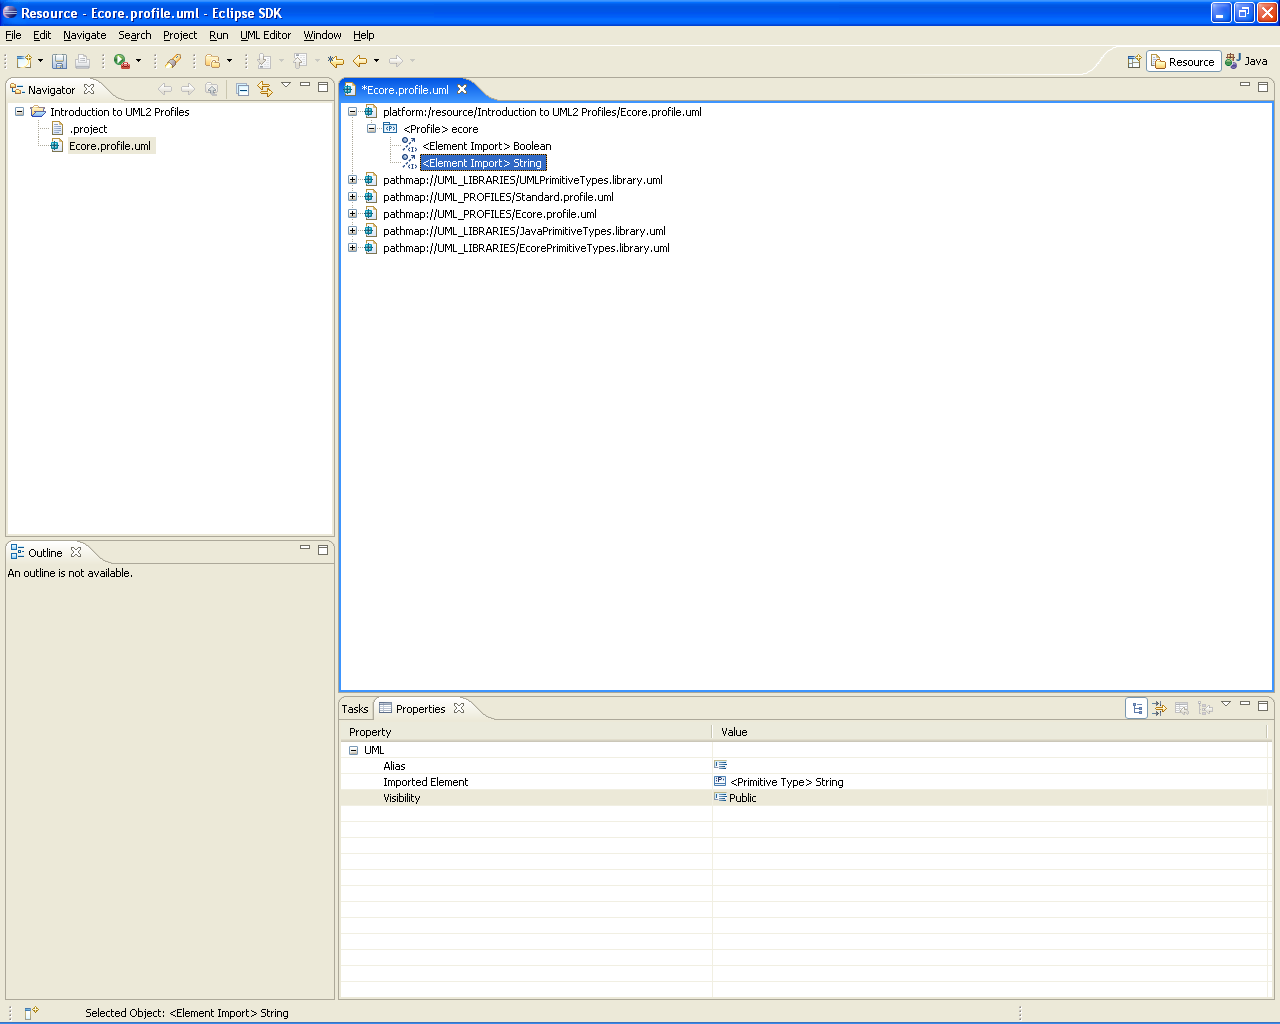 Resource - Ecore.profile.uml - Eclipse SDK
File Edit Navigate Search Project Run UML Editor Window Help
Resource Java
Navigator
Introduction to UML2 Profiles
.project
Ecore.profile.uml
*Ecore.profile.uml
platform:/resource/Introduction to UML2 Profiles/Ecore.profile.uml
<Profile> ecore
<Element Import> Boolean
<Element Import> String
pathmap://UML_LIBRARIES/UMLPrimitiveTypes.library.uml
pathmap://UML_PROFILES/Standard.profile.uml
pathmap://UML_PROFILES/Ecore.profile.uml
pathmap://UML_LIBRARIES/JavaPrimitiveTypes.library.uml
pathmap://UML_LIBRARIES/EcorePrimitiveTypes.library.uml
Outline
An outline is not available.
Tasks Properties
Property Value
UML
Alias
Imported Element <Primitive Type> String
Visibility Public
Selected Object: <Element Import> String